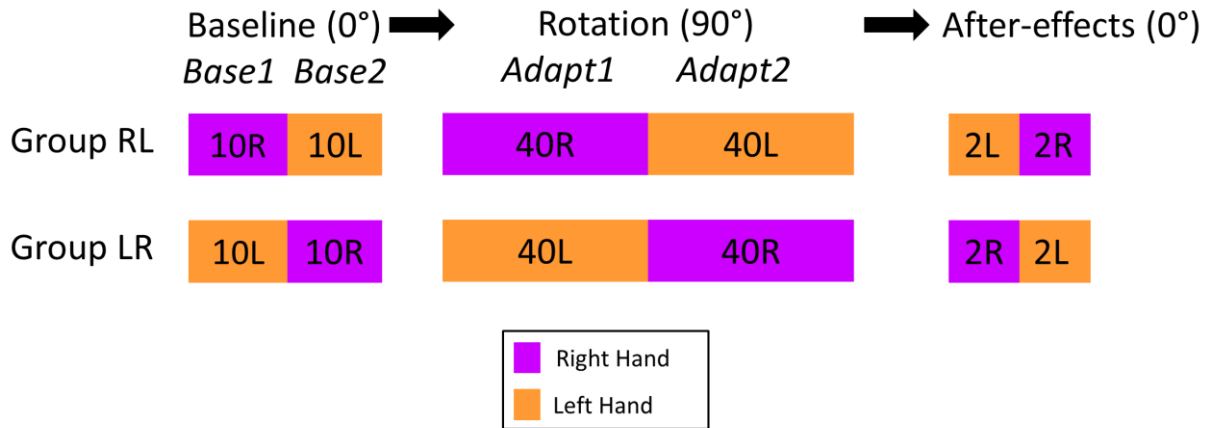 Baseline (0°) Rotation (90°) After-effects (0°)
Base1 Base2 Adapt1 Adapt2
Group RL 10R 10L 40R 40L 2L 2R
Group LR 10L 10R 40L 40R 2R 2L
Right Hand
Left Hand